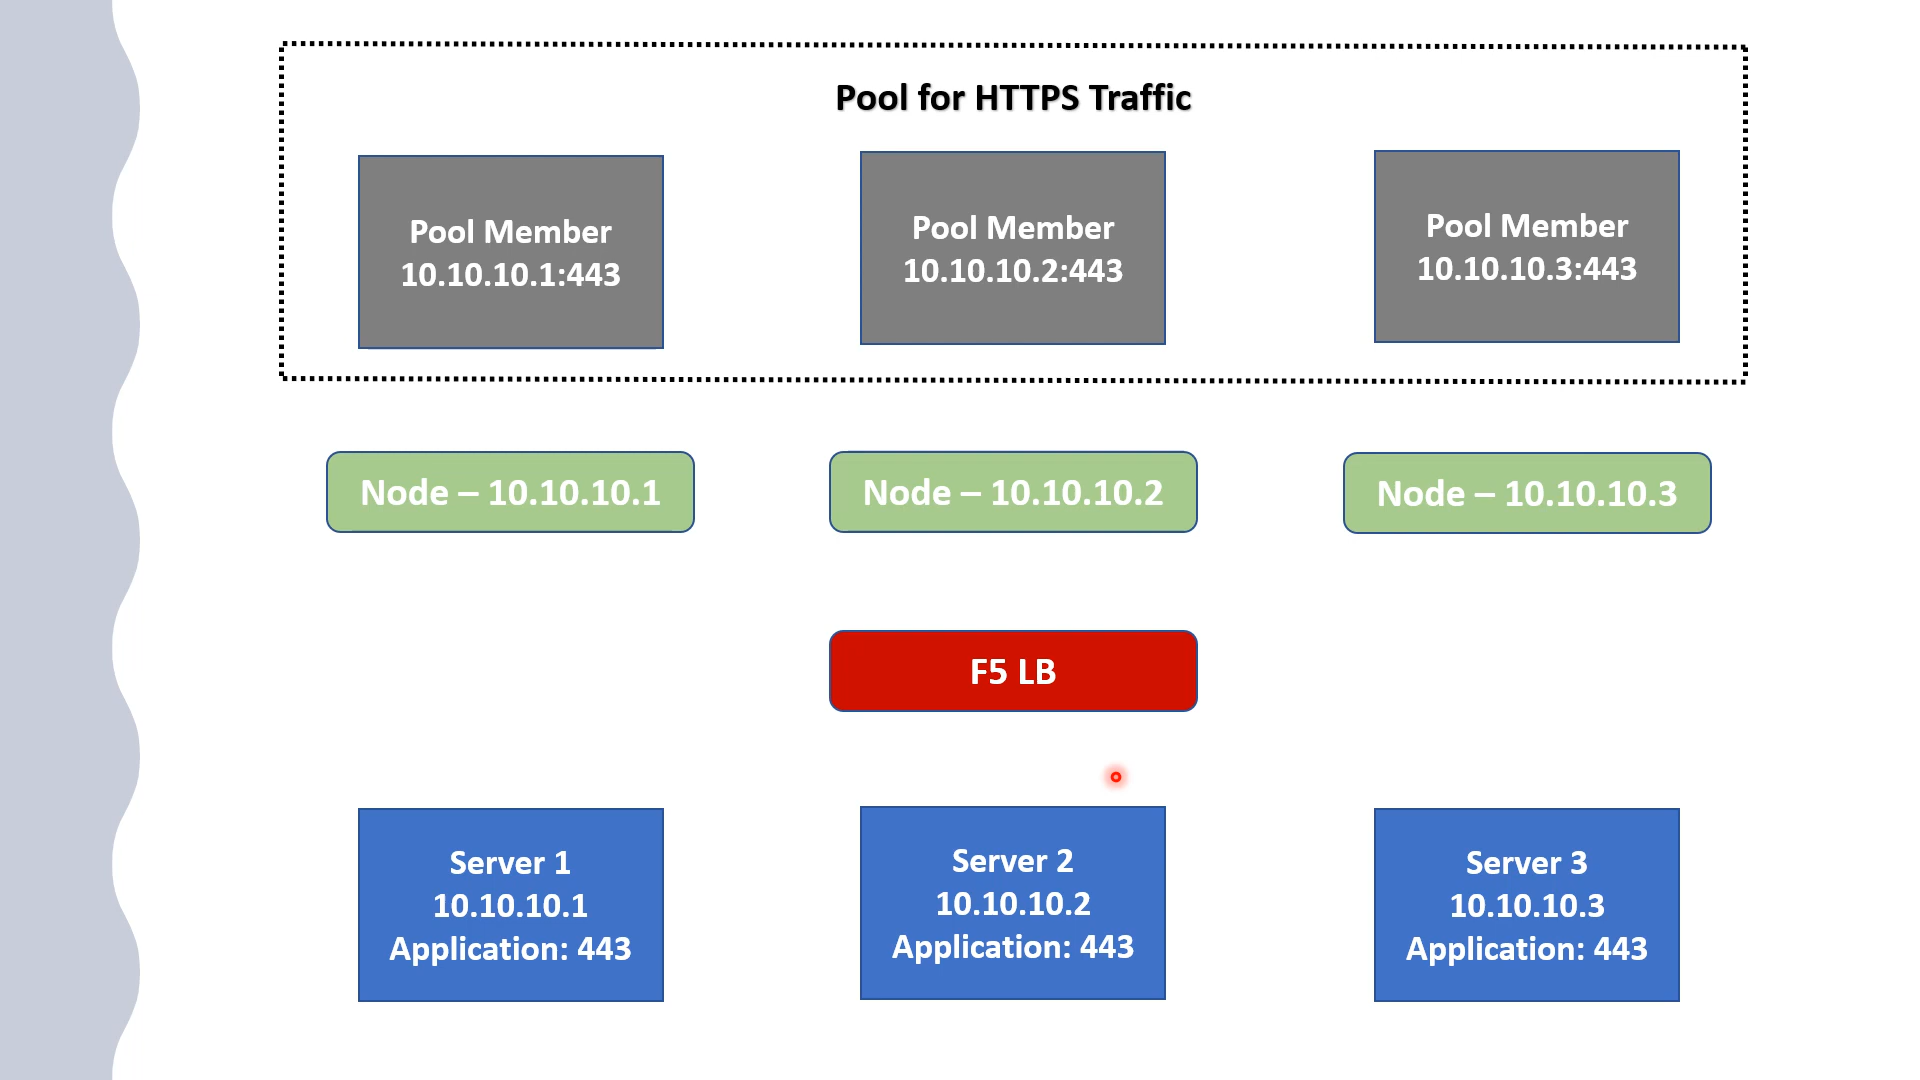 Pool for HTTPS Traffic
Pool Member
10.10.10.1:443
Pool Member
10.10.10.2:443
Pool Member
10.10.10.3:443
Node – 10.10.10.1
Node – 10.10.10.2
Node – 10.10.10.3
F5 LB
Server 1
10.10.10.1
Application: 443
Server 2
10.10.10.2
Application: 443
Server 3
10.10.10.3
Application: 443